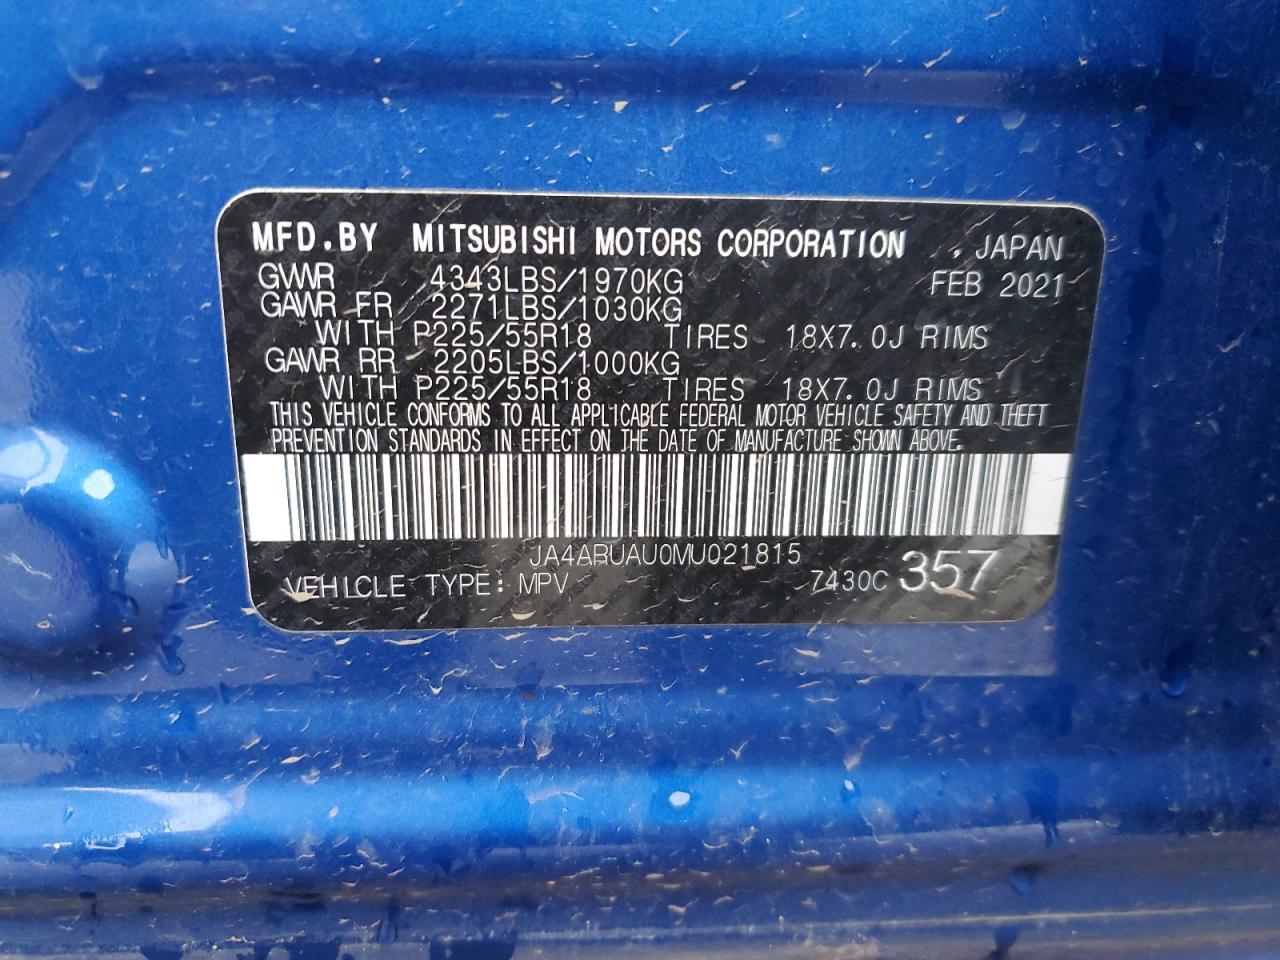 MFD.BY MITSUBISHI MOTORS CORPORATION , JAPAN
GVWR 4343LBS/1970KG FEB 2021
GAWR FR 2271LBS/1030KG
WITH P225/55R18 TIRES 18X7.0J RIMS
GAWR RR 2205LBS/1000KG
WITH P225/55R18 TIRES 18X7.0J RIMS
THIS VEHICLE CONFORMS TO ALL APPLICABLE FEDERAL MOTOR VEHICLE SAFETY AND THEFT
PREVENTION STANDARDS IN EFFECT ON THE DATE OF MANUFACTURE SHOWN ABOVE.
JA4ARUAU0MU021815
VEHICLE TYPE: MPV 7430C 357